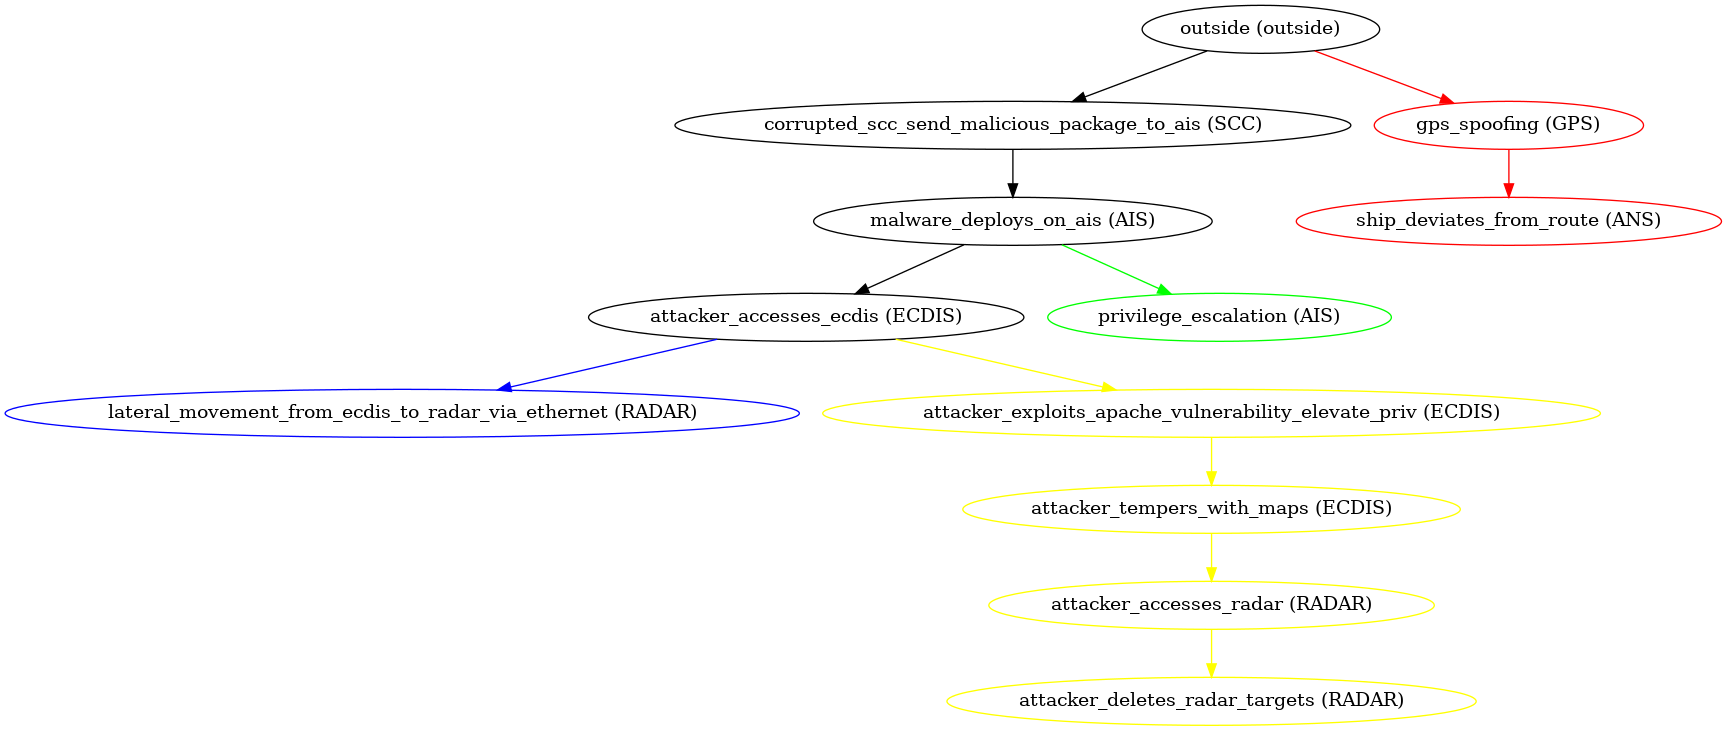 outside (outside)
corrupted_scc_send_malicious_package_to_ais (SCC)
gps_spoofing (GPS)
malware_deploys_on_ais (AIS)
ship_deviates_from_route (ANS)
attacker_accesses_ecdis (ECDIS)
privilege_escalation (AIS)
lateral_movement_from_ecdis_to_radar_via_ethernet (RADAR)
attacker_exploits_apache_vulnerability_elevate_priv (ECDIS)
attacker_tempers_with_maps (ECDIS)
attacker_accesses_radar (RADAR)
attacker_deletes_radar_targets (RADAR)